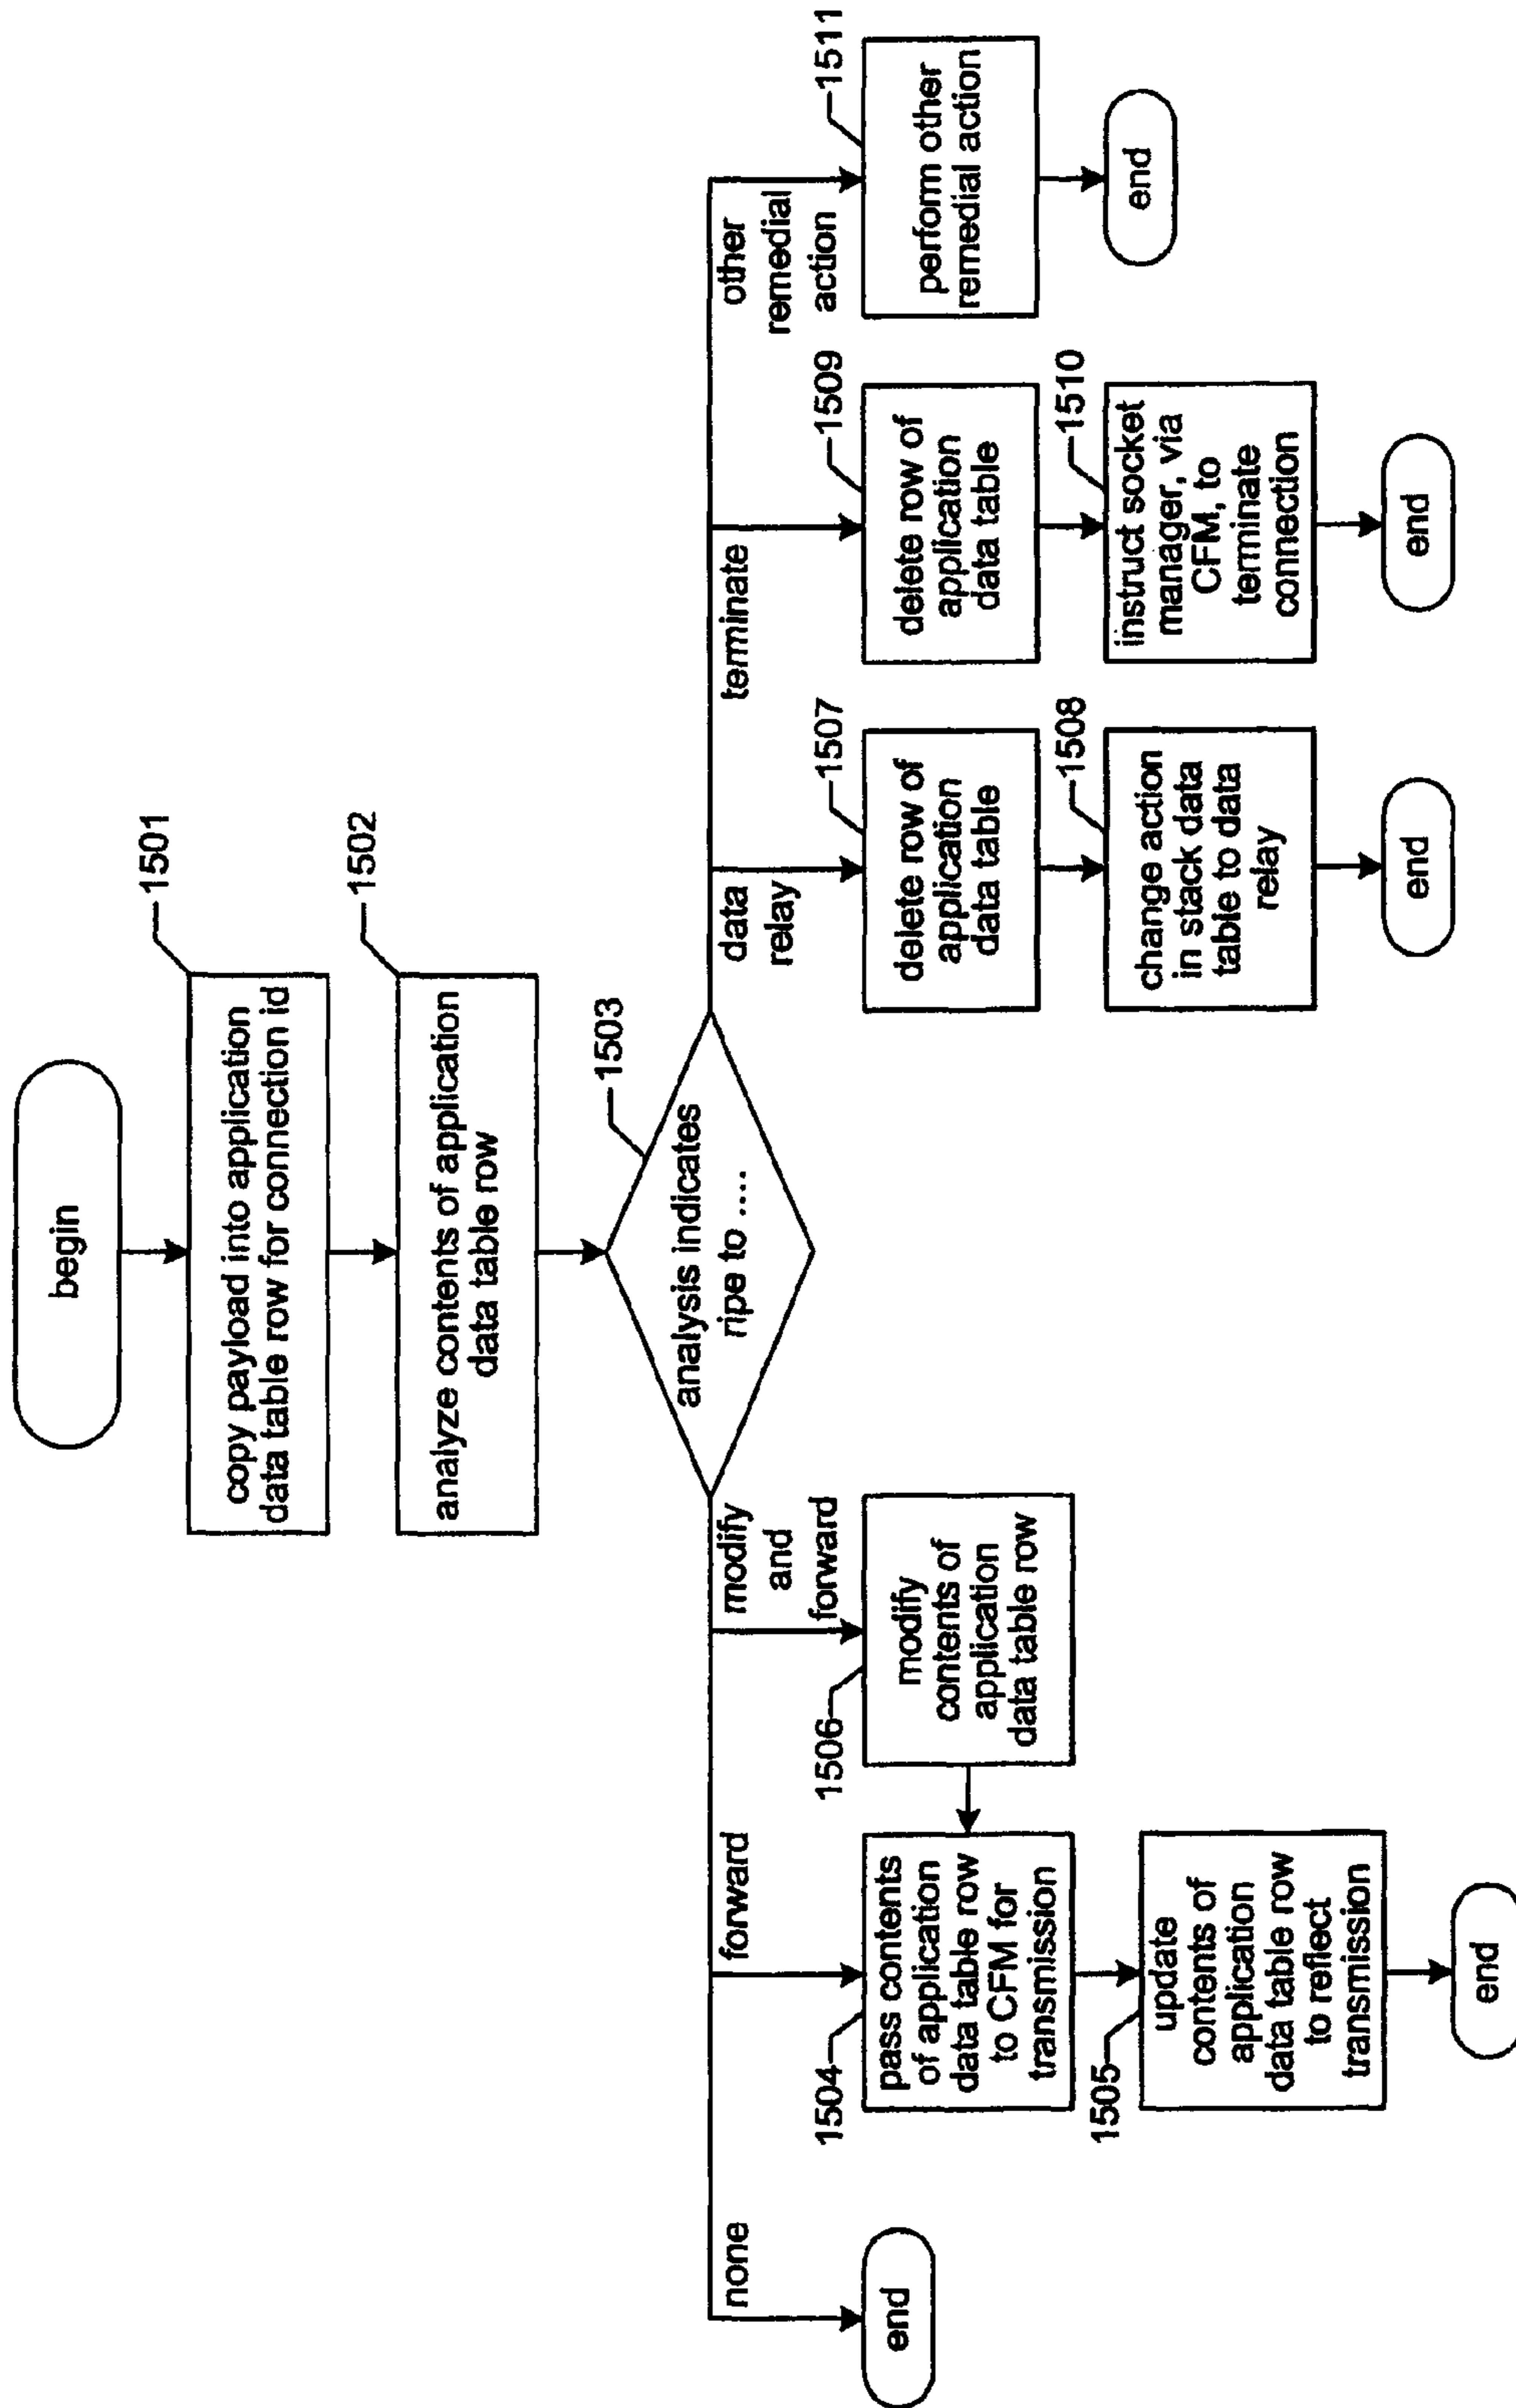 begin
1501
copy payload into application
data table row for connection id
1502
analyze contents of application
data table row
1503
analysis indicates
ripe to ....
none
forward
modify
and
forward
data
relay
terminate
other
remedial
action
end
1504
pass contents
of application
data table row
to CFM for
transmission
1506
modify
contents of
application
data table row
1507
delete row of
application
data table
1509
delete row of
application
data table
1511
perform other
remedial action
1505
update
contents of
application
data table row
to reflect
transmission
1508
change action
in stack data
table to data
relay
1510
instruct socket
manager, via
CFM, to
terminate
connection
end
end
end
end